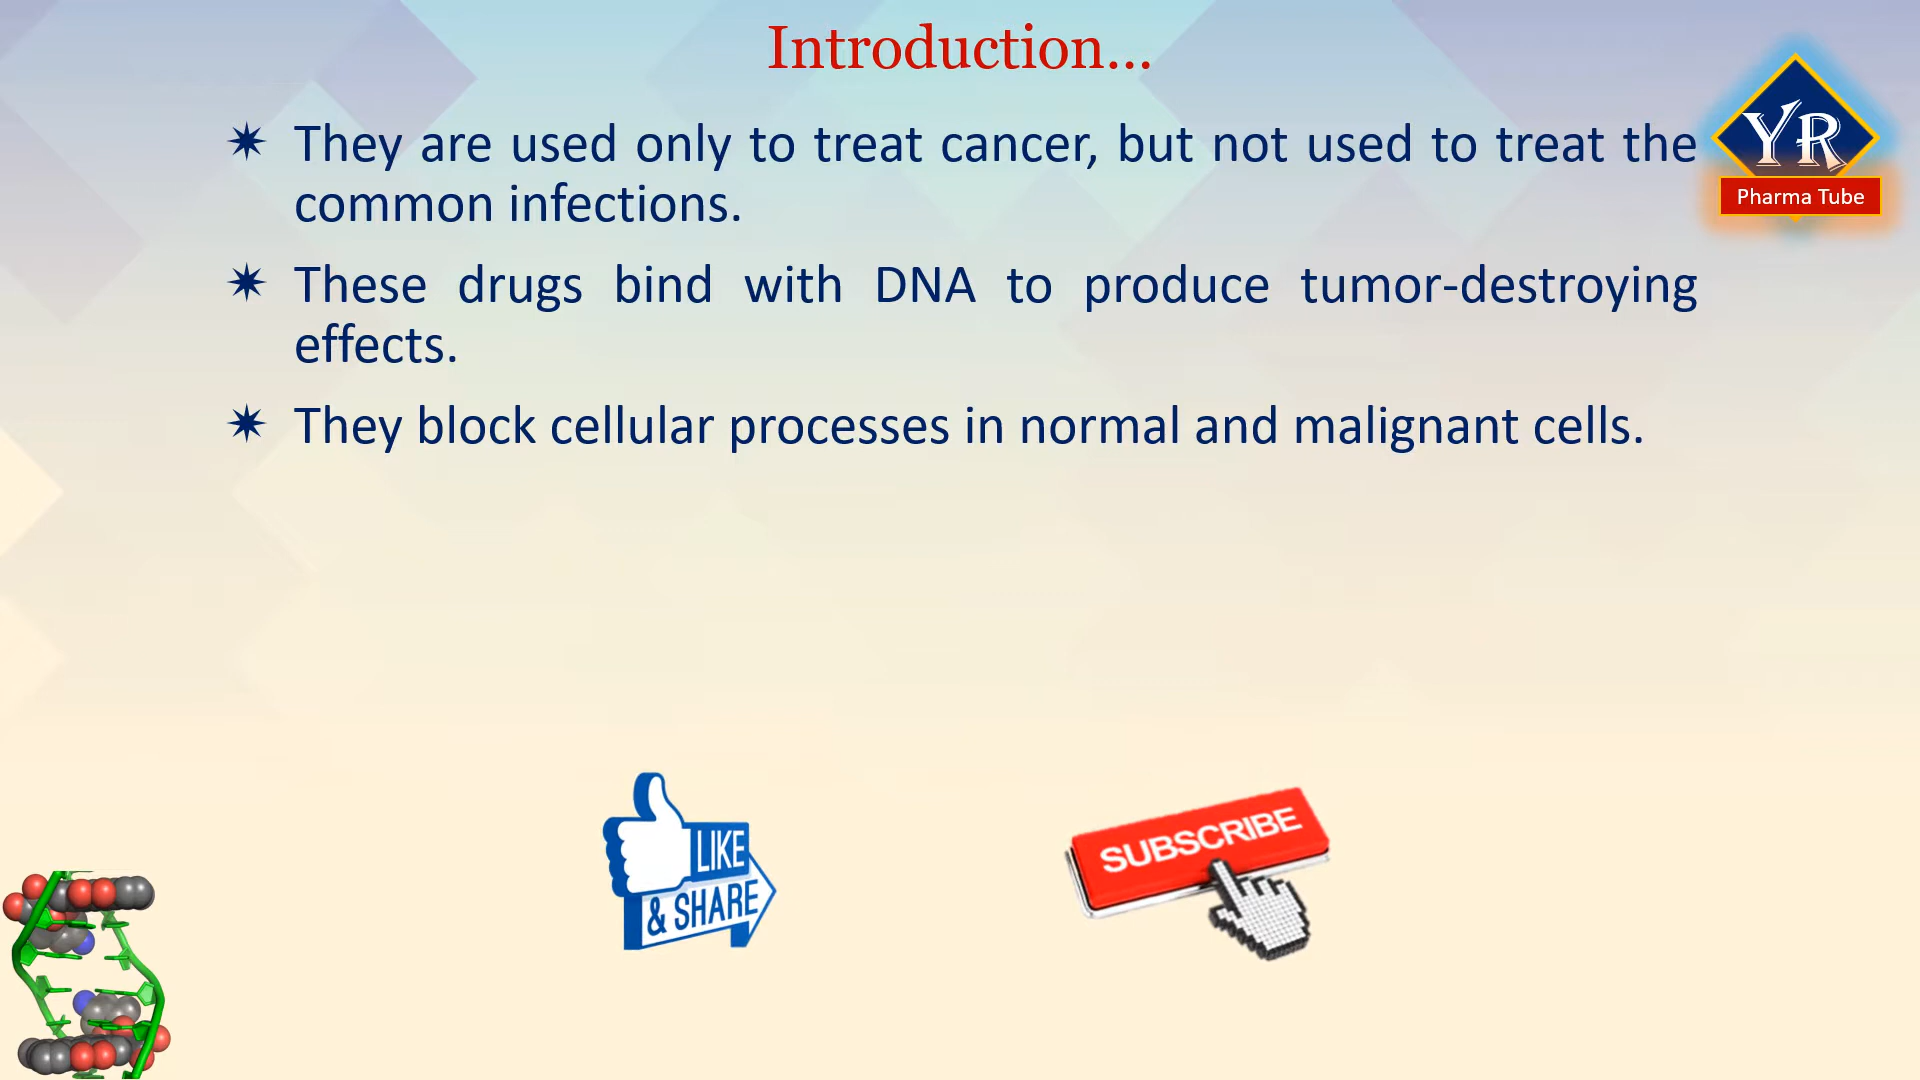 Introduction...
✷ They are used only to treat cancer, but not used to treat the
common infections.
✷ These drugs bind with DNA to produce tumor-destroying
effects.
✷ They block cellular processes in normal and malignant cells.
YR
Pharma Tube
LIKE
& SHARE
SUBSCRIBE